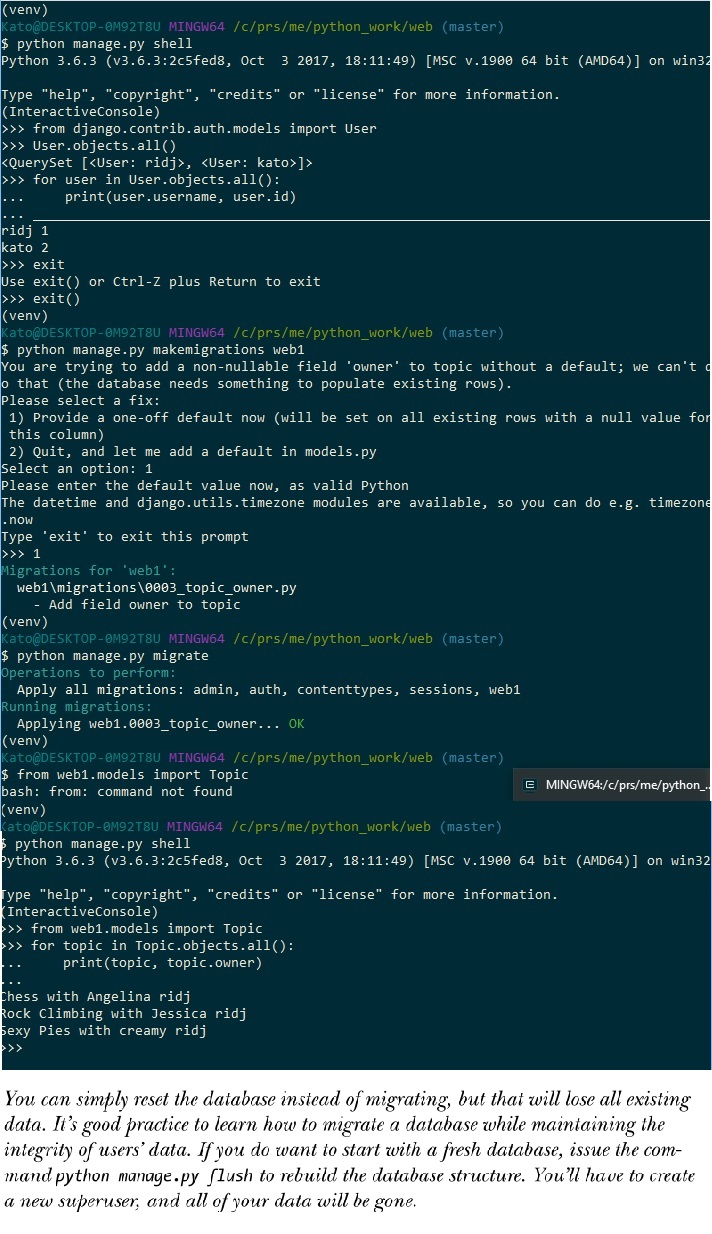 (venv)
Kato@DESKTOP-0M92T8U MINGW64 /c/prs/me/python_work/web (master)
$ python manage.py shell
Python 3.6.3 (v3.6.3:2c5fed8, Oct  3 2017, 18:11:49) [MSC v.1900 64 bit (AMD64)] on win32
Type "help", "copyright", "credits" or "license" for more information.
(InteractiveConsole)
>>> from django.contrib.auth.models import User
>>> User.objects.all()
<QuerySet [<User: ridj>, <User: kato>]>
>>> for user in User.objects.all():
...     print(user.username, user.id)
...
ridj 1
kato 2
>>> exit
Use exit() or Ctrl-Z plus Return to exit
>>> exit()
(venv)
Kato@DESKTOP-0M92T8U MINGW64 /c/prs/me/python_work/web (master)
$ python manage.py makemigrations web1
You are trying to add a non-nullable field 'owner' to topic without a default; we can't d
o that (the database needs something to populate existing rows).
Please select a fix:
 1) Provide a one-off default now (will be set on all existing rows with a null value for
 this column)
 2) Quit, and let me add a default in models.py
Select an option: 1
Please enter the default value now, as valid Python
The datetime and django.utils.timezone modules are available, so you can do e.g. timezone
.now
Type 'exit' to exit this prompt
>>> 1
Migrations for 'web1':
  web1\migrations\0003_topic_owner.py
    - Add field owner to topic
(venv)
Kato@DESKTOP-0M92T8U MINGW64 /c/prs/me/python_work/web (master)
$ python manage.py migrate
Operations to perform:
  Apply all migrations: admin, auth, contenttypes, sessions, web1
Running migrations:
  Applying web1.0003_topic_owner... OK
(venv)
Kato@DESKTOP-0M92T8U MINGW64 /c/prs/me/python_work/web (master)
$ from web1.models import Topic
bash: from: command not found
MINGW64:/c/prs/me/python_...
(venv)
Kato@DESKTOP-0M92T8U MINGW64 /c/prs/me/python_work/web (master)
$ python manage.py shell
Python 3.6.3 (v3.6.3:2c5fed8, Oct  3 2017, 18:11:49) [MSC v.1900 64 bit (AMD64)] on win32
Type "help", "copyright", "credits" or "license" for more information.
(InteractiveConsole)
>>> from web1.models import Topic
>>> for topic in Topic.objects.all():
...     print(topic, topic.owner)
...
Chess with Angelina ridj
Rock Climbing with Jessica ridj
Sexy Pies with creamy ridj
>>>
You can simply reset the database instead of migrating, but that will lose all existing
data. It's good practice to learn how to migrate a database while maintaining the
integrity of users' data. If you do want to start with a fresh database, issue the com-
mand python manage.py flush to rebuild the database structure. You'll have to create
a new superuser, and all of your data will be gone.